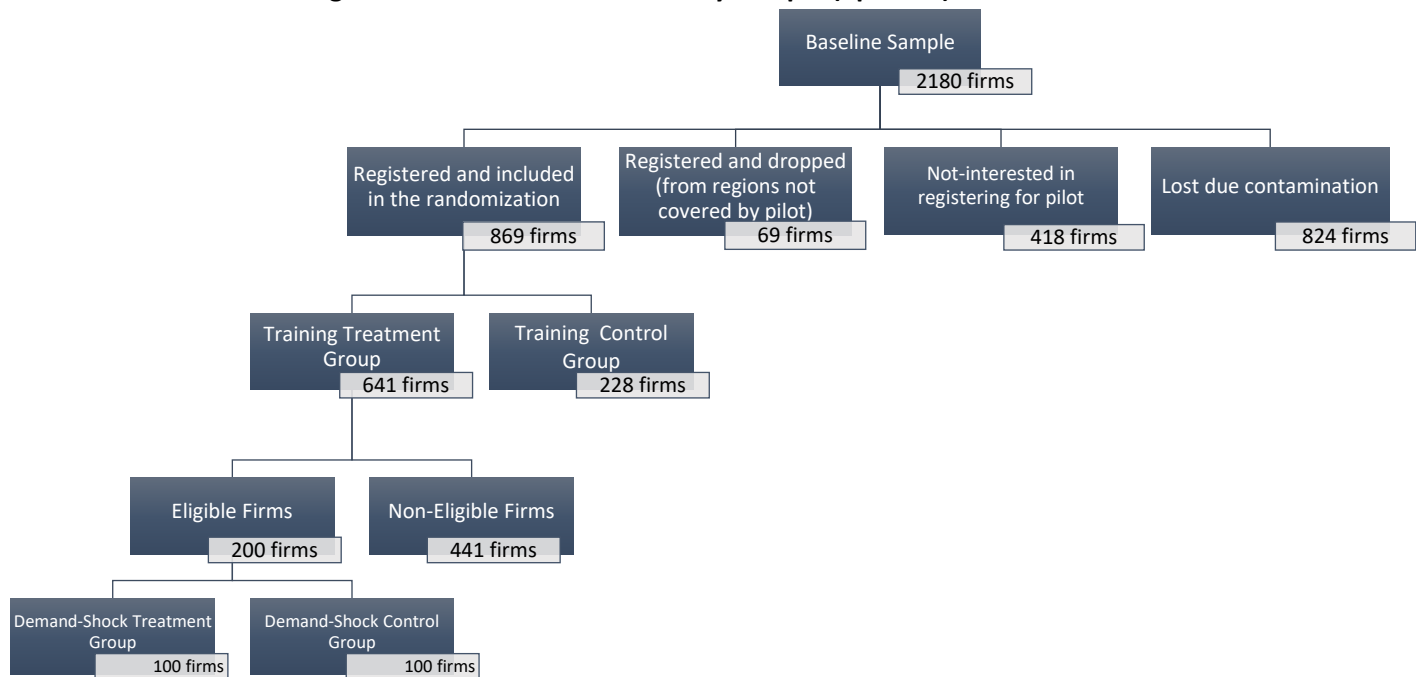 Baseline Sample
2180 firms
Registered and included
in the randomization
869 firms
Registered and dropped
(from regions not
covered by pilot)
69 firms
Not-interested in
registering for pilot
418 firms
Lost due contamination
824 firms
Training Treatment
Group
641 firms
Training Control
Group
228 firms
Eligible Firms
200 firms
Non-Eligible Firms
441 firms
Demand-Shock Treatment
Group
100 firms
Demand-Shock Control
Group
100 firms